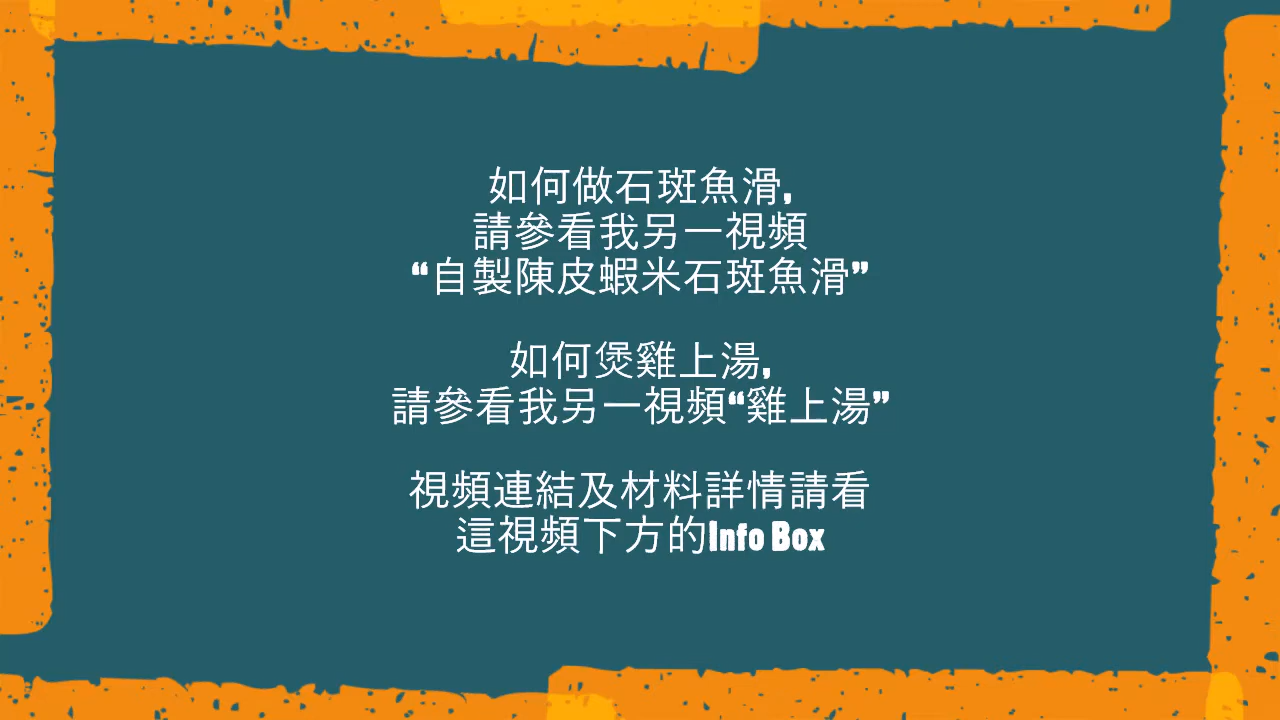 如何做石斑魚滑,
請參看我另一視頻
“自製陳皮蝦米石斑魚滑”
如何煲雞上湯,
請參看我另一視頻“雞上湯”
視頻連結及材料詳情請看
這視頻下方的Info Box